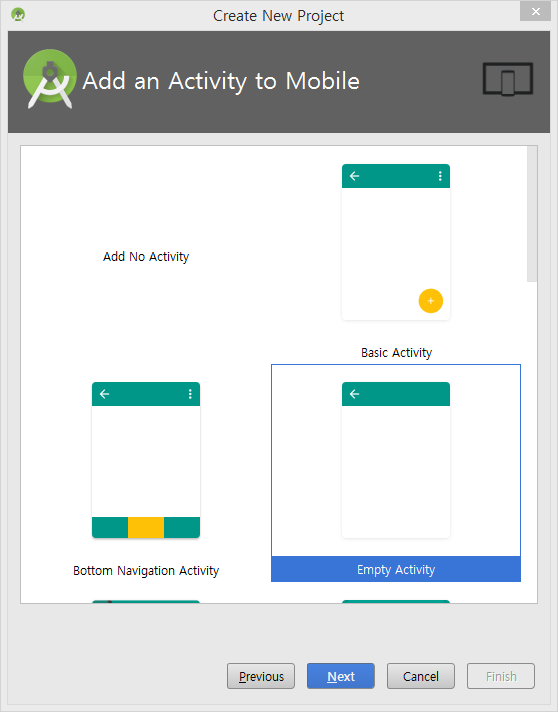 Create New Project
Add an Activity to Mobile
Add No Activity
Basic Activity
Bottom Navigation Activity
Empty Activity
Previous
Next
Cancel
Finish